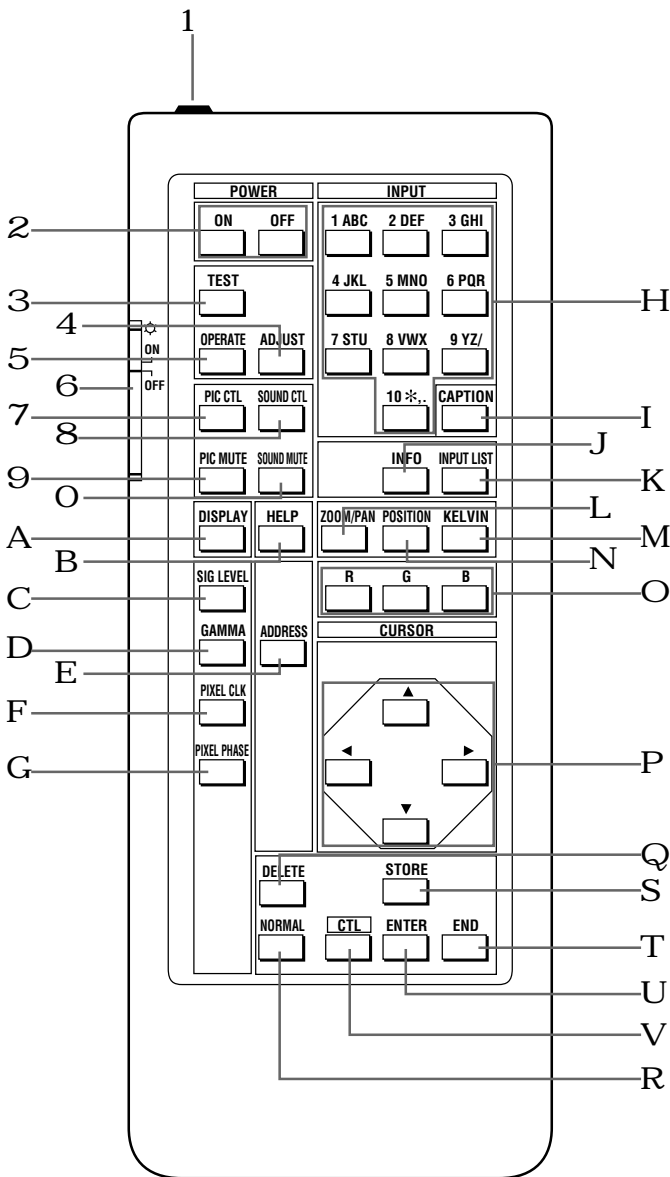 1
POWER INPUT
2 ON OFF 1 ABC 2 DEF 3 GHI
3 TEST 4 JKL 5 MNO 6 PQR H
4
5 OPERATE ADJUST 7 STU 8 VWX 9 YZ/
ON
6 OFF
7 PIC CTL SOUND CTL 10 *,. CAPTION I
8
J
9 PIC MUTE SOUND MUTE INFO INPUT LIST K
0
L
A DISPLAY HELP ZOOM/PAN POSITION KELVIN M
B N
C SIG LEVEL R G B O
D GAMMA ADDRESS CURSOR
E
F PIXEL CLK ▲
G PIXEL PHASE ◄ ► P
▼
Q
DELETE STORE S
NORMAL CTL ENTER END T
U
V
R